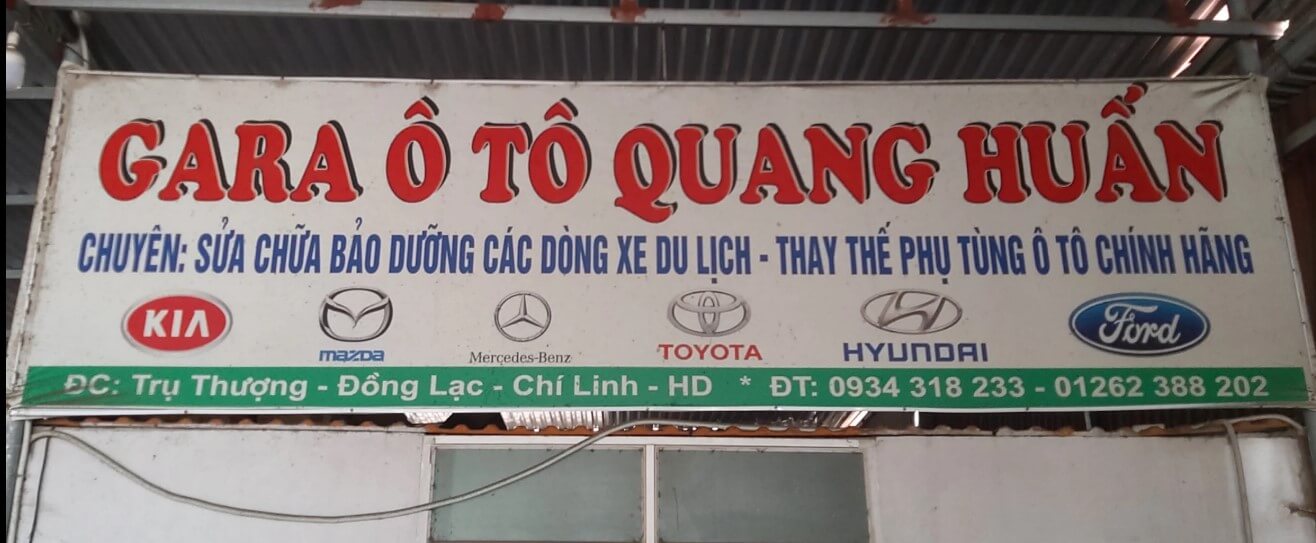 GARA Ô TÔ QUANG HUẤN
CHUYÊN: SỬA CHỮA BẢO DƯỠNG CÁC DÒNG XE DU LỊCH - THAY THẾ PHỤ TÙNG Ô TÔ CHÍNH HÃNG
KIA mazda Mercedes-Benz TOYOTA HYUNDAI Ford
ĐC: Trụ Thượng - Đồng Lạc - Chí Linh - HD * ĐT: 0934 318 233 - 01262 388 202